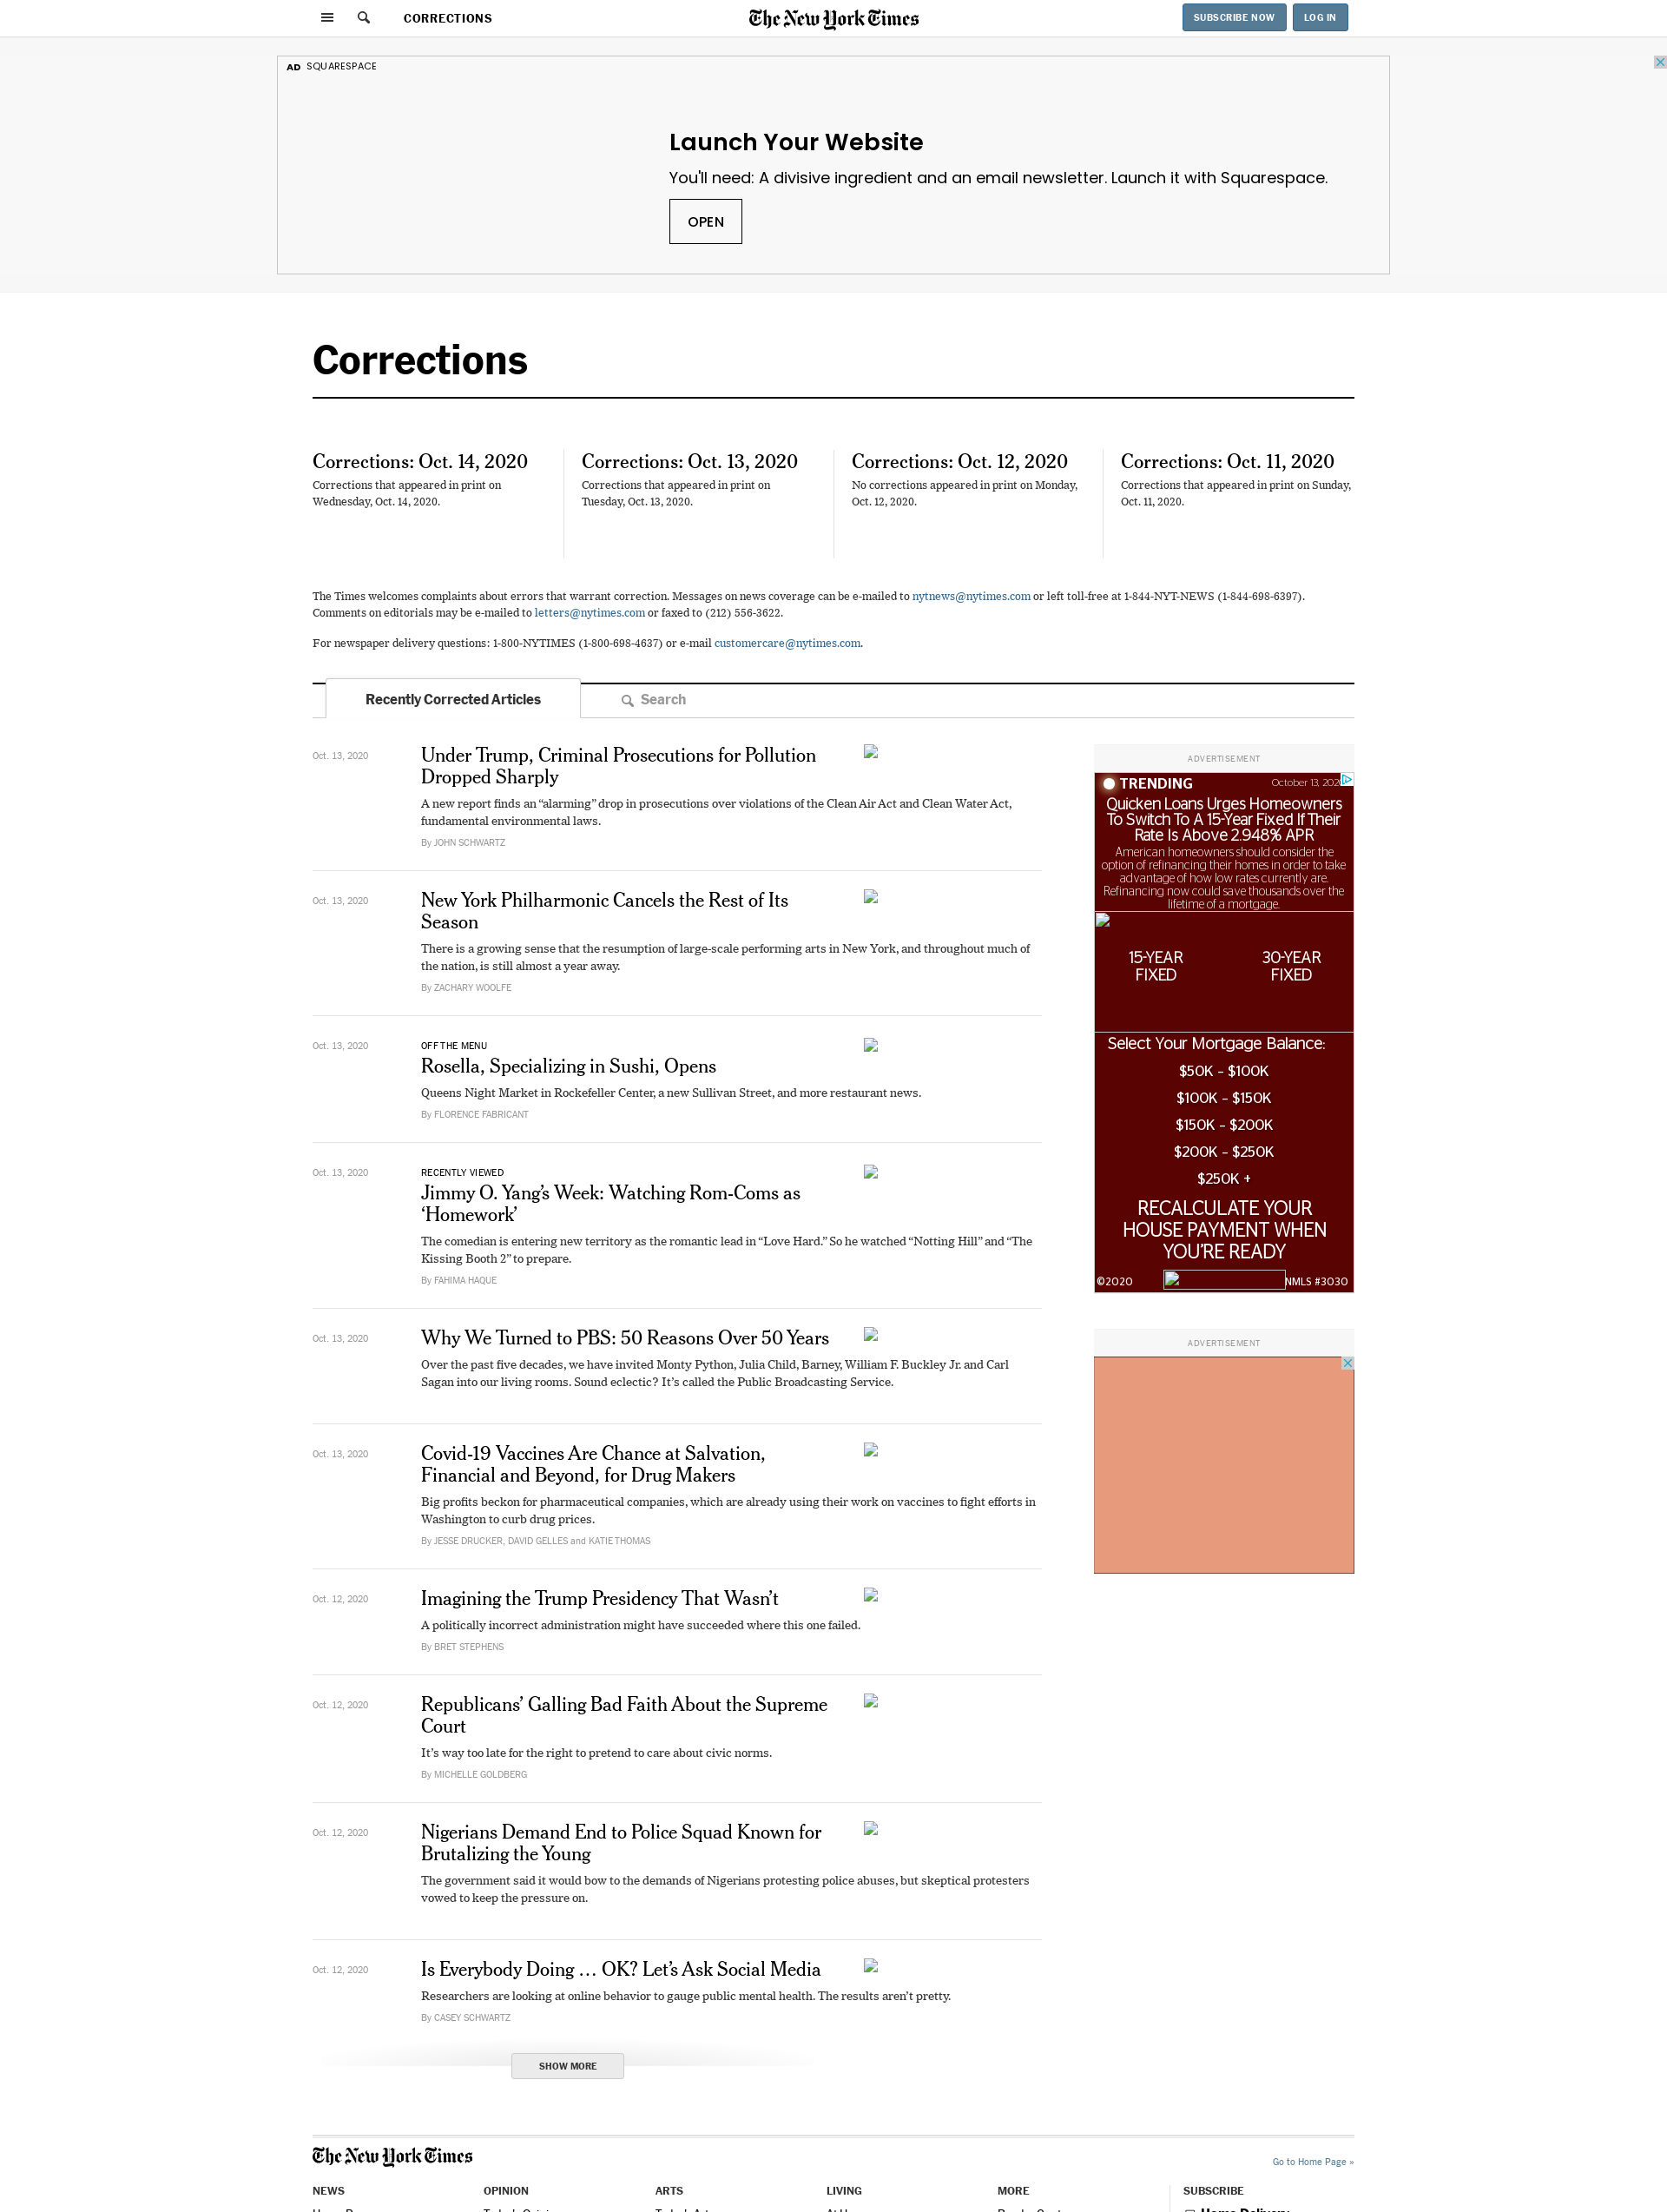 CORRECTIONS
The New York Times
SUBSCRIBE NOW
LOG IN
AD SQUARESPACE
Launch Your Website
You'll need: A divisive ingredient and an email newsletter. Launch it with Squarespace.
OPEN
Corrections
Corrections: Oct. 14, 2020
Corrections that appeared in print on
Wednesday, Oct. 14, 2020.
Corrections: Oct. 13, 2020
Corrections that appeared in print on
Tuesday, Oct. 13, 2020.
Corrections: Oct. 12, 2020
No corrections appeared in print on Monday,
Oct. 12, 2020.
Corrections: Oct. 11, 2020
Corrections that appeared in print on Sunday,
Oct. 11, 2020.
The Times welcomes complaints about errors that warrant correction. Messages on news coverage can be e-mailed to nytnews@nytimes.com or left toll-free at 1-844-NYT-NEWS (1-844-698-6397).
Comments on editorials may be e-mailed to letters@nytimes.com or faxed to (212) 556-3622.
For newspaper delivery questions: 1-800-NYTIMES (1-800-698-4637) or e-mail customercare@nytimes.com.
Recently Corrected Articles
Search
Oct. 13, 2020
Under Trump, Criminal Prosecutions for Pollution
Dropped Sharply
A new report finds an “alarming” drop in prosecutions over violations of the Clean Air Act and Clean Water Act,
fundamental environmental laws.
By JOHN SCHWARTZ
Oct. 13, 2020
New York Philharmonic Cancels the Rest of Its
Season
There is a growing sense that the resumption of large-scale performing arts in New York, and throughout much of
the nation, is still almost a year away.
By ZACHARY WOOLFE
Oct. 13, 2020
OFF THE MENU
Rosella, Specializing in Sushi, Opens
Queens Night Market in Rockefeller Center, a new Sullivan Street, and more restaurant news.
By FLORENCE FABRICANT
Oct. 13, 2020
RECENTLY VIEWED
Jimmy O. Yang’s Week: Watching Rom-Coms as
‘Homework’
The comedian is entering new territory as the romantic lead in “Love Hard.” So he watched “Notting Hill” and “The
Kissing Booth 2” to prepare.
By FAHIMA HAQUE
Oct. 13, 2020
Why We Turned to PBS: 50 Reasons Over 50 Years
Over the past five decades, we have invited Monty Python, Julia Child, Barney, William F. Buckley Jr. and Carl
Sagan into our living rooms. Sound eclectic? It’s called the Public Broadcasting Service.
Oct. 13, 2020
Covid-19 Vaccines Are Chance at Salvation,
Financial and Beyond, for Drug Makers
Big profits beckon for pharmaceutical companies, which are already using their work on vaccines to fight efforts in
Washington to curb drug prices.
By JESSE DRUCKER, DAVID GELLES and KATIE THOMAS
Oct. 12, 2020
Imagining the Trump Presidency That Wasn’t
A politically incorrect administration might have succeeded where this one failed.
By BRET STEPHENS
Oct. 12, 2020
Republicans’ Galling Bad Faith About the Supreme
Court
It’s way too late for the right to pretend to care about civic norms.
By MICHELLE GOLDBERG
Oct. 12, 2020
Nigerians Demand End to Police Squad Known for
Brutalizing the Young
The government said it would bow to the demands of Nigerians protesting police abuses, but skeptical protesters
vowed to keep the pressure on.
Oct. 12, 2020
Is Everybody Doing … OK? Let’s Ask Social Media
Researchers are looking at online behavior to gauge public mental health. The results aren’t pretty.
By CASEY SCHWARTZ
SHOW MORE
ADVERTISEMENT
TRENDING
October 13, 2020
Quicken Loans Urges Homeowners
To Switch To A 15-Year Fixed If Their
Rate Is Above 2.948% APR
American homeowners should consider the
option of refinancing their homes in order to take
advantage of how low rates currently are.
Refinancing now could save thousands over the
lifetime of a mortgage.
15-YEAR
FIXED
30-YEAR
FIXED
Select Your Mortgage Balance:
$50K - $100K
$100K - $150K
$150K - $200K
$200K - $250K
$250K +
RECALCULATE YOUR
HOUSE PAYMENT WHEN
YOU'RE READY
©2020
NMLS #3030
ADVERTISEMENT
The New York Times
Go to Home Page »
NEWS
OPINION
ARTS
LIVING
MORE
SUBSCRIBE